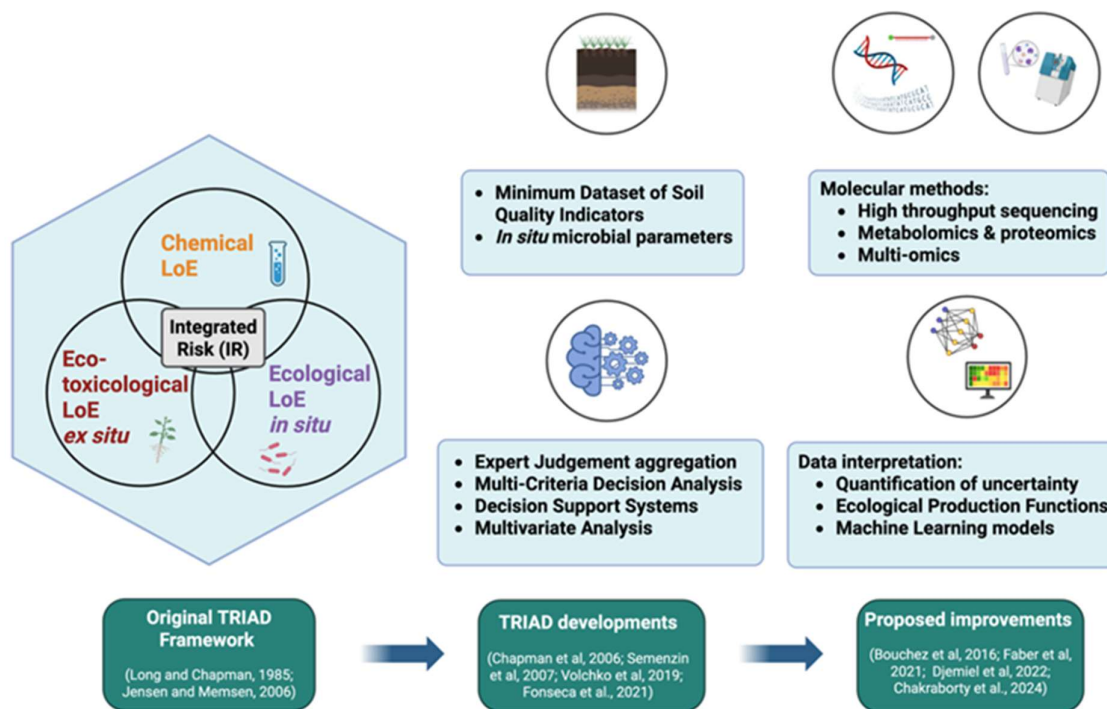 Chemical
LoE
Integrated
Risk (IR)
Eco-
toxicological
LoE
ex situ
Ecological
LoE
in situ
Original TRIAD
Framework
(Long and Chapman, 1985;
Jensen and Memsen, 2006)
• Minimum Dataset of Soil
Quality Indicators
• In situ microbial parameters
• Expert Judgement aggregation
• Multi-Criteria Decision Analysis
• Decision Support Systems
• Multivariate Analysis
TRIAD developments
(Chapman et al, 2006; Semenzin
et al, 2007; Volchko et al, 2019;
Fonseca et al., 2021)
Molecular methods:
• High throughput sequencing
• Metabolomics & proteomics
• Multi-omics
Data interpretation:
• Quantification of uncertainty
• Ecological Production Functions
• Machine Learning models
Proposed improvements
(Bouchez et al, 2016; Faber et al,
2021; Djemiel et al, 2022;
Chakraborty et al., 2024)